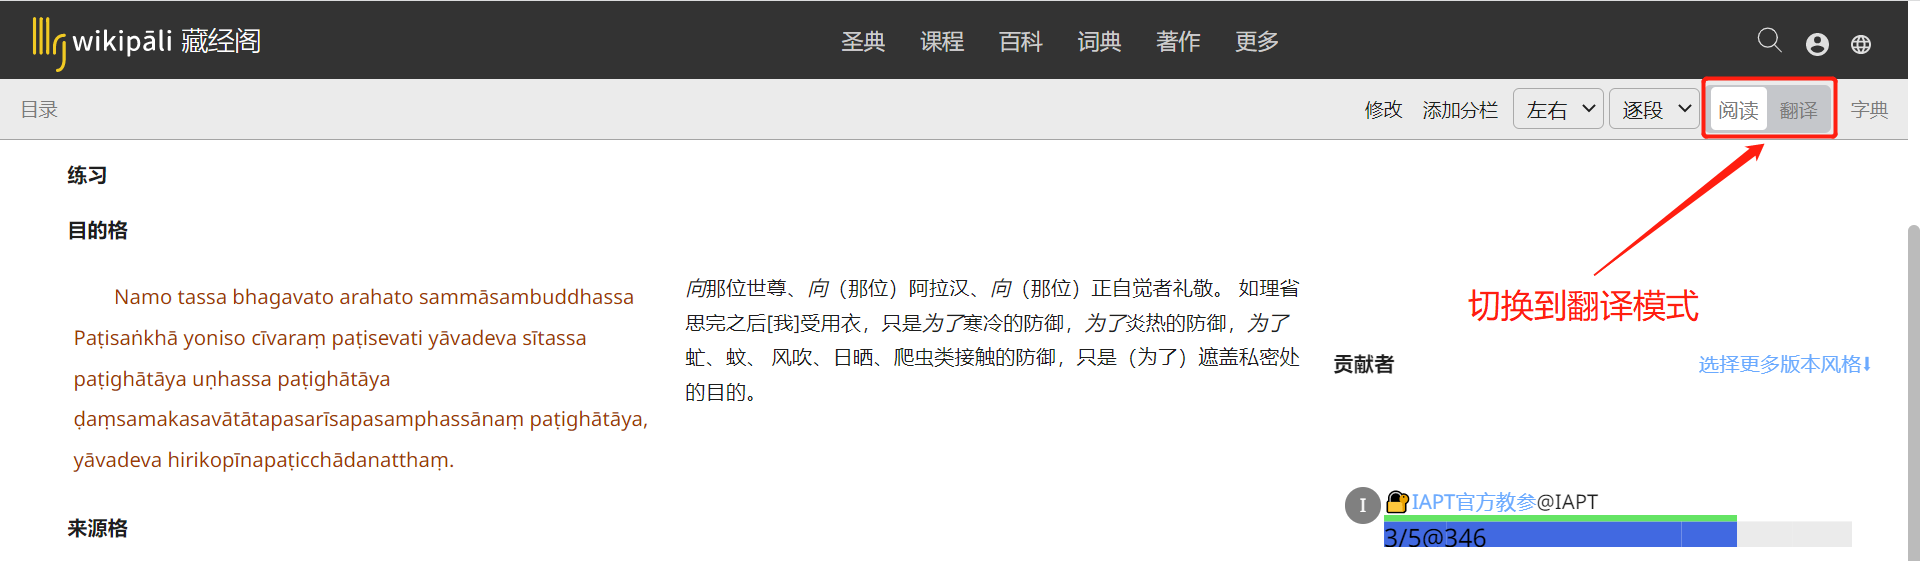 wikipāli 藏经阁
圣典 课程 百科 词典 著作 更多
目录
修改 添加分栏 左右 逐段 阅读 翻译 字典
练习
目的格
Namo tassa bhagavato arahato sammāsambuddhassa
Paṭisaṅkhā yoniso cīvaraṃ paṭisevati yāvadeva sītassa
paṭighātāya uṇhassa paṭighātāya
ḍaṃsamakasavātātapasarīsapasamphassānaṃ paṭighātāya,
yāvadeva hirikopīnapaṭicchādanatthaṃ.
向那位世尊、向（那位）阿拉汉、向（那位）正自觉者礼敬。 如理省
思完之后[我]受用衣，只是为了寒冷的防御，为了炎热的防御，为了
虻、蚊、 风吹、日晒、爬虫类接触的防御，只是（为了）遮盖私密处
的目的。
切换到翻译模式
贡献者 选择更多版本风格⬇
I IAPT官方教参@IAPT
3/5@346
来源格